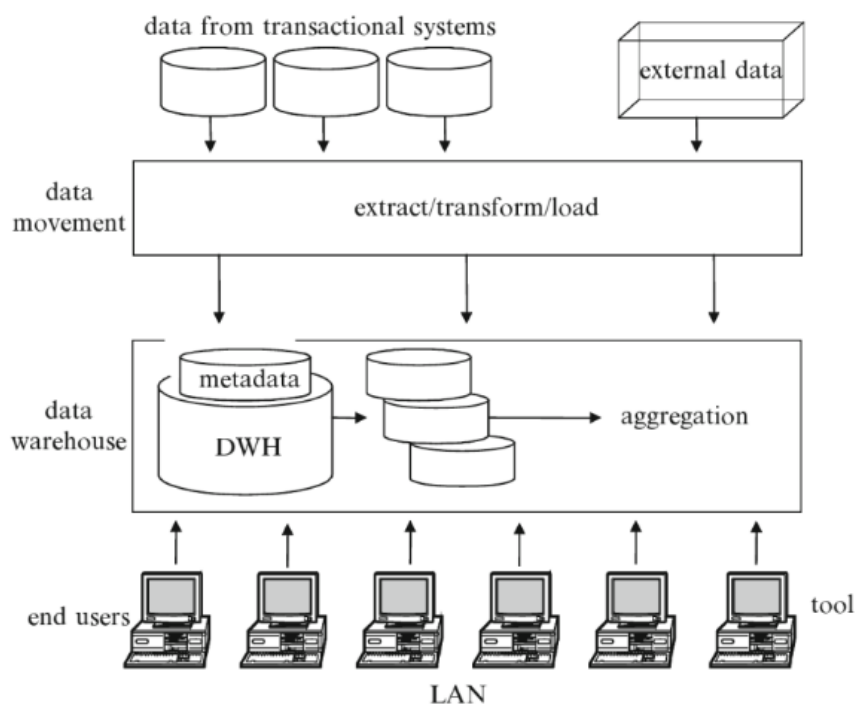 data from transactional systems
external data
data
movement
extract/transform/load
metadata
DWH
aggregation
data
warehouse
end users
tool
LAN